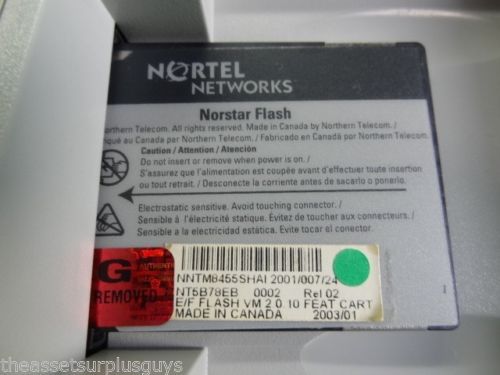 NORTEL
NETWORKS
Norstar Flash
orthern Telecom. All rights reserved. Made in Canada by Northern Telecom. /
iqué au Canada par Northern Telecom. / Fabricado en Canadá por Northern Telecom.
Caution / Attention / Atención
Do not insert or remove when power is on. /
S'assurez que l'alimentation est coupée avant d'effectuer toute insertion
ou tout retrait. / Desconecte la corriente antes de sacarlo o ponerlo.
Electrostatic sensitive. Avoid touching connector. /
Sensible à l'électricité statique. Évitez de toucher aux connecteurs. /
Sensible a la electricidad estática. Evite tocar el conector.
G
REMOVED
NNTM8455SHAI 2001/007/24
NT5B78EB 0002 Rel 02
E/F FLASH VM 2.0 10 FEAT CART
MADE IN CANADA 2003/01
theassetsurplusguys
theassetsurplusguys